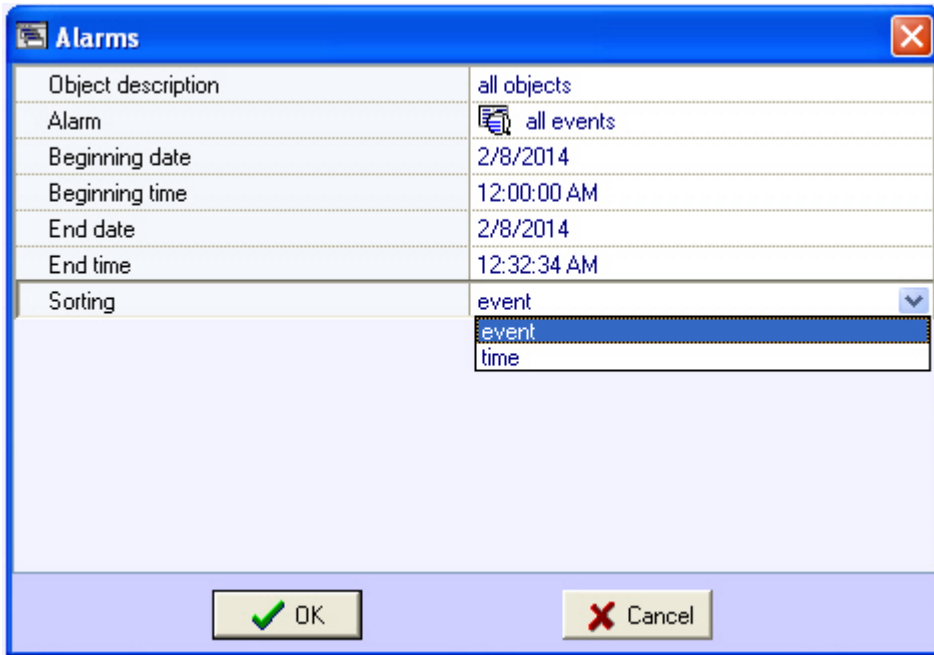 Alarms
Object description all objects
Alarm all events
Beginning date 2/8/2014
Beginning time 12:00:00 AM
End date 2/8/2014
End time 12:32:34 AM
Sorting event
event
time
OK Cancel